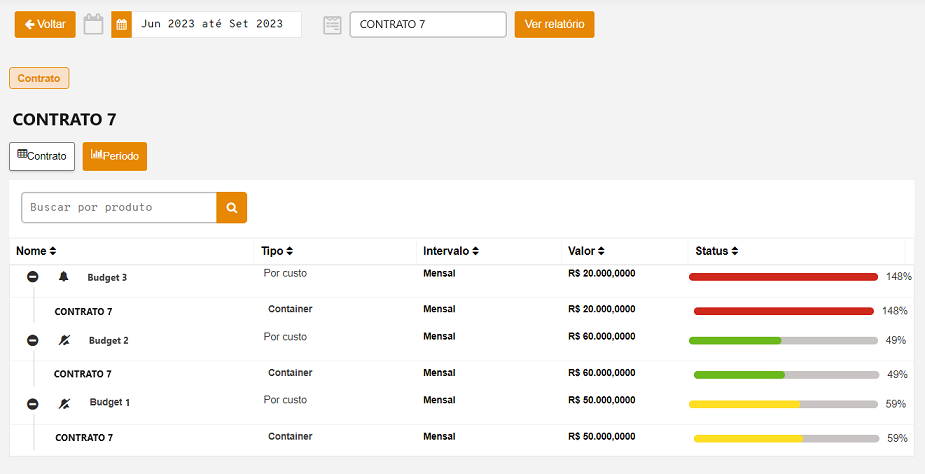 Voltar Jun 2023 até Set 2023 CONTRATO 7 Ver relatório
Contrato
CONTRATO 7
Contrato Período
Buscar por produto
Nome Tipo Intervalo Valor Status
Budget 3 Por custo Mensal R$ 20.000,0000 148%
CONTRATO 7 Container Mensal R$ 20.000,0000 148%
Budget 2 Por custo Mensal R$ 60.000,0000 49%
CONTRATO 7 Container Mensal R$ 60.000,0000 49%
Budget 1 Por custo Mensal R$ 50.000,0000 59%
CONTRATO 7 Container Mensal R$ 50.000,0000 59%